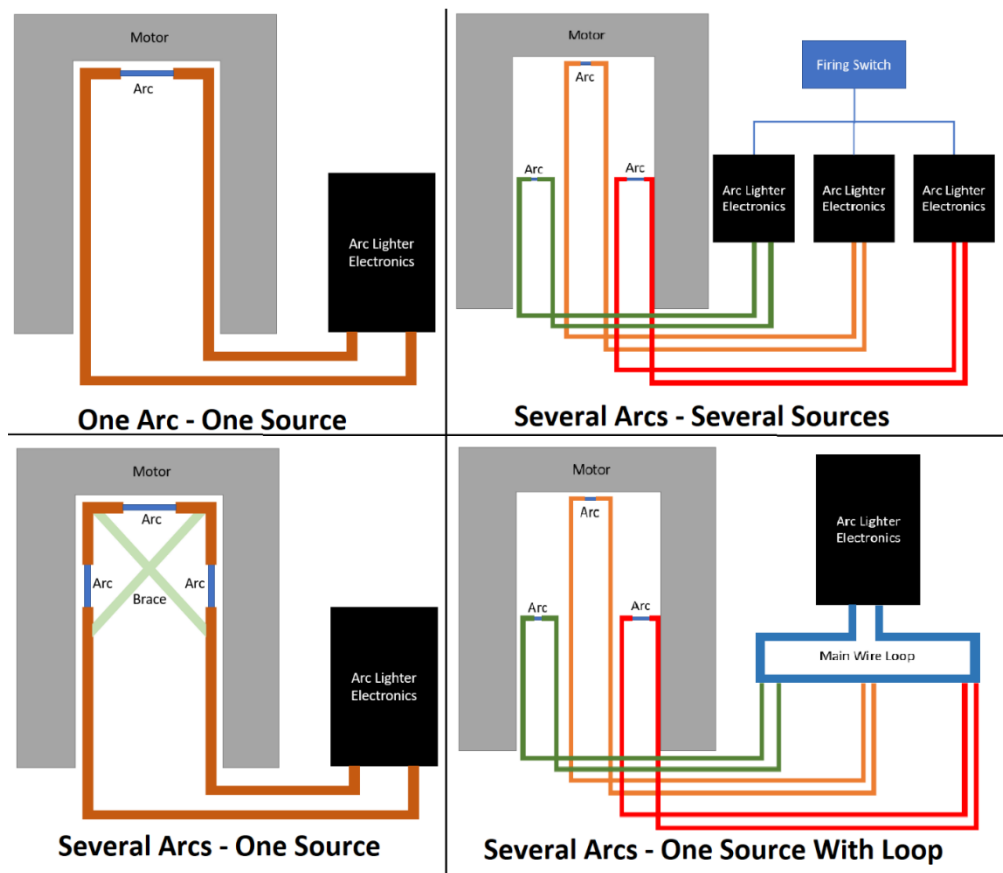 Motor
Arc
Arc Lighter
Electronics
One Arc - One Source
Motor
Arc
Arc
Arc
Firing Switch
Arc Lighter
Electronics
Arc Lighter
Electronics
Arc Lighter
Electronics
Several Arcs - Several Sources
Motor
Arc
Arc
Arc
Brace
Arc Lighter
Electronics
Several Arcs - One Source
Motor
Arc
Arc
Arc
Arc Lighter
Electronics
Main Wire Loop
Several Arcs - One Source With Loop